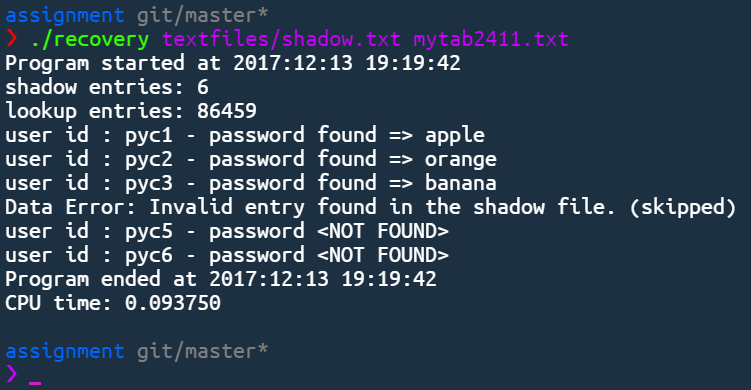 assignment git/master*
❯ ./recovery textfiles/shadow.txt mytab2411.txt
Program started at 2017:12:13 19:19:42
shadow entries: 6
lookup entries: 86459
user id : pyc1 - password found => apple
user id : pyc2 - password found => orange
user id : pyc3 - password found => banana
Data Error: Invalid entry found in the shadow file. (skipped)
user id : pyc5 - password <NOT FOUND>
user id : pyc6 - password <NOT FOUND>
Program ended at 2017:12:13 19:19:42
CPU time: 0.093750
assignment git/master*
❯ _